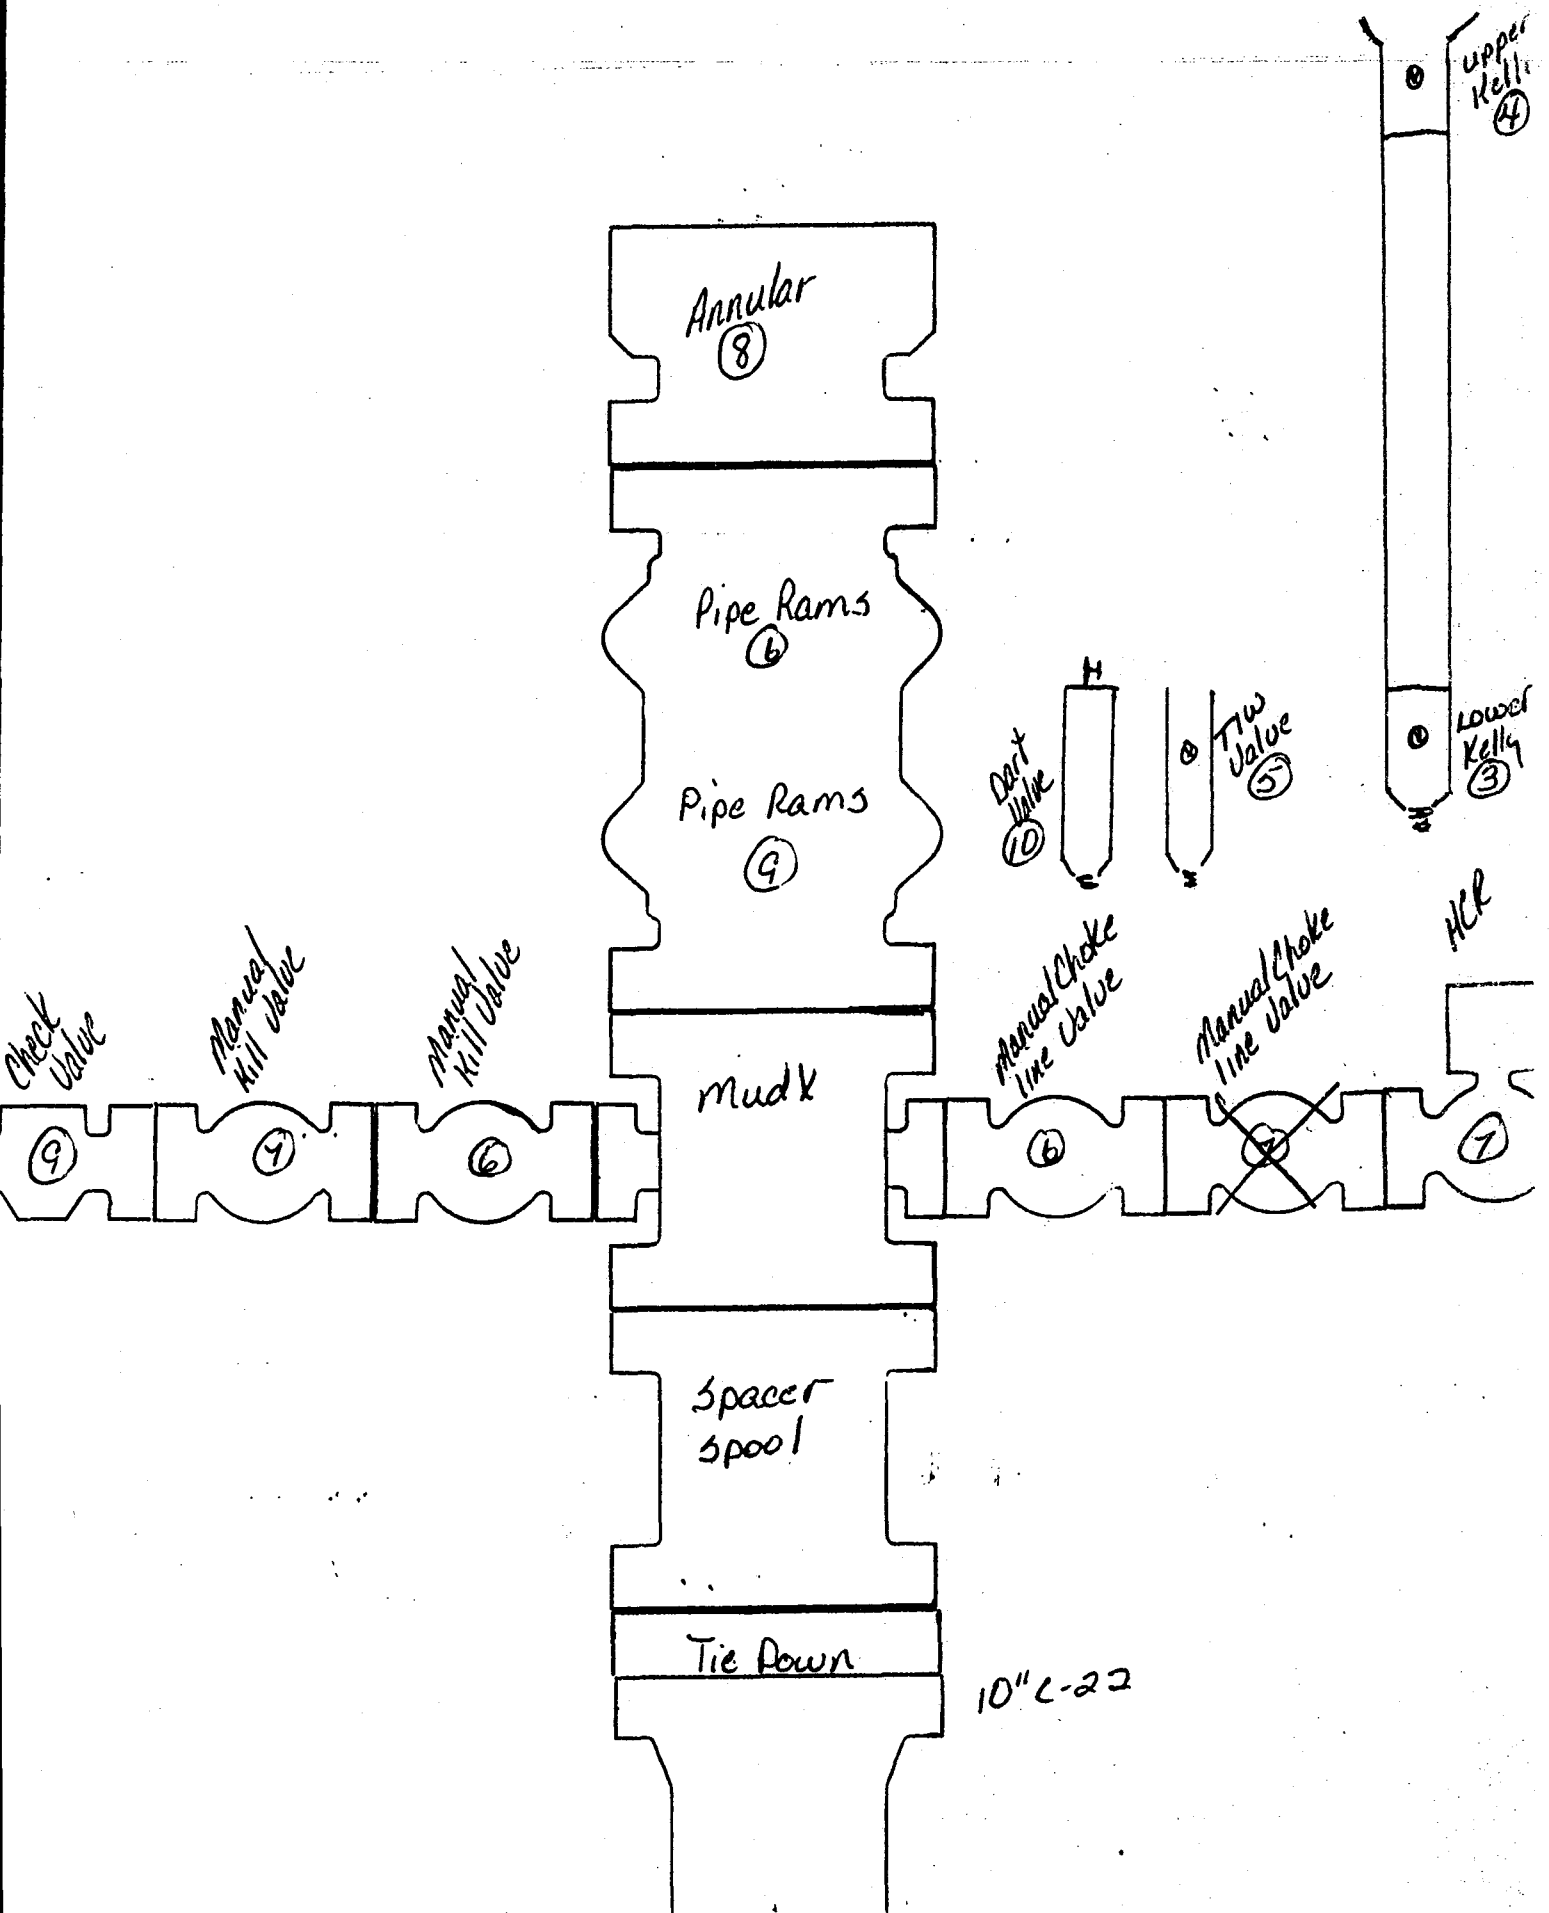 Upper
Kelly
4
Annular
8
Pipe Rams
6
Pipe Rams
9
Dart
Valve
10
TIW
Valve
5
Lower
Kelly
3
Check
Valve
9
Manual
Kill Valve
7
Manual
Kill Valve
6
Mud X
Manual Choke
line Valve
6
Manual Choke
line Valve
7
HCR
7
Spacer
Spool
Tie Down
10" C-22